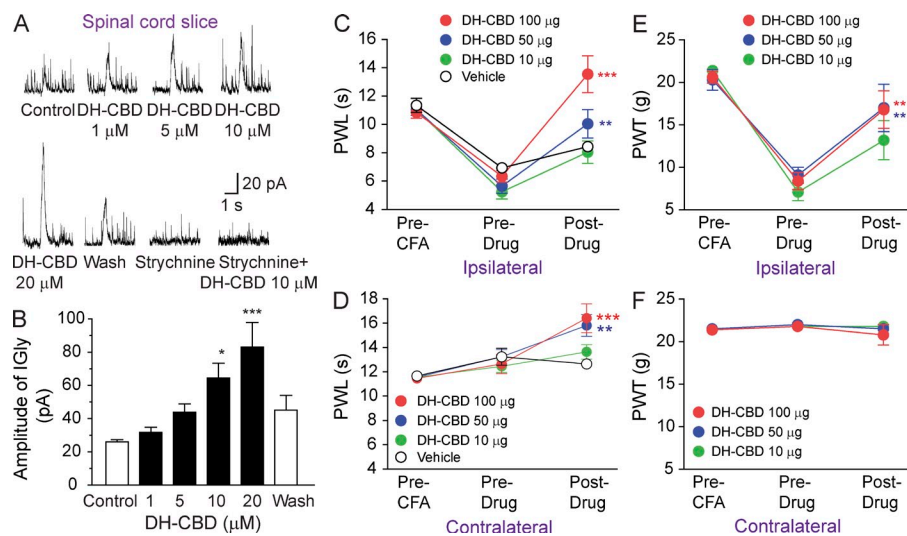 A
Spinal cord slice
Control
DH-CBD
1 µM
DH-CBD
5 µM
DH-CBD
10 µM
20 pA
1 s
DH-CBD
20 µM
Wash
Strychnine
Strychnine+
DH-CBD 10 µM
B
Amplitude of IGly
(pA)
100
80
60
40
20
0
*
***
Control
1
5
10
20
Wash
DH-CBD (µM)
C
DH-CBD 100 µg
DH-CBD 50 µg
DH-CBD 10 µg
Vehicle
PWL (s)
16
14
12
10
8
6
4
***
**
Pre-
CFA
Pre-
Drug
Post-
Drug
Ipsilateral
D
PWL (s)
18
16
14
12
10
8
6
4
***
**
DH-CBD 100 µg
DH-CBD 50 µg
DH-CBD 10 µg
Vehicle
Pre-
CFA
Pre-
Drug
Post-
Drug
Contralateral
E
DH-CBD 100 µg
DH-CBD 50 µg
DH-CBD 10 µg
PWT (g)
25
20
15
10
5
**
**
Pre-
CFA
Pre-
Drug
Post-
Drug
Ipsilateral
F
PWT (g)
25
20
15
10
5
DH-CBD 100 µg
DH-CBD 50 µg
DH-CBD 10 µg
Pre-
CFA
Pre-
Drug
Post-
Drug
Contralateral